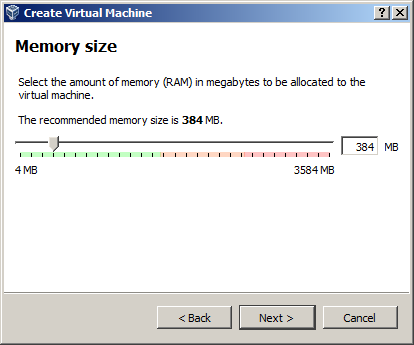 Create Virtual Machine
Memory size
Select the amount of memory (RAM) in megabytes to be allocated to the
virtual machine.
The recommended memory size is 384 MB.
384 MB
4 MB 3584 MB
< Back Next > Cancel